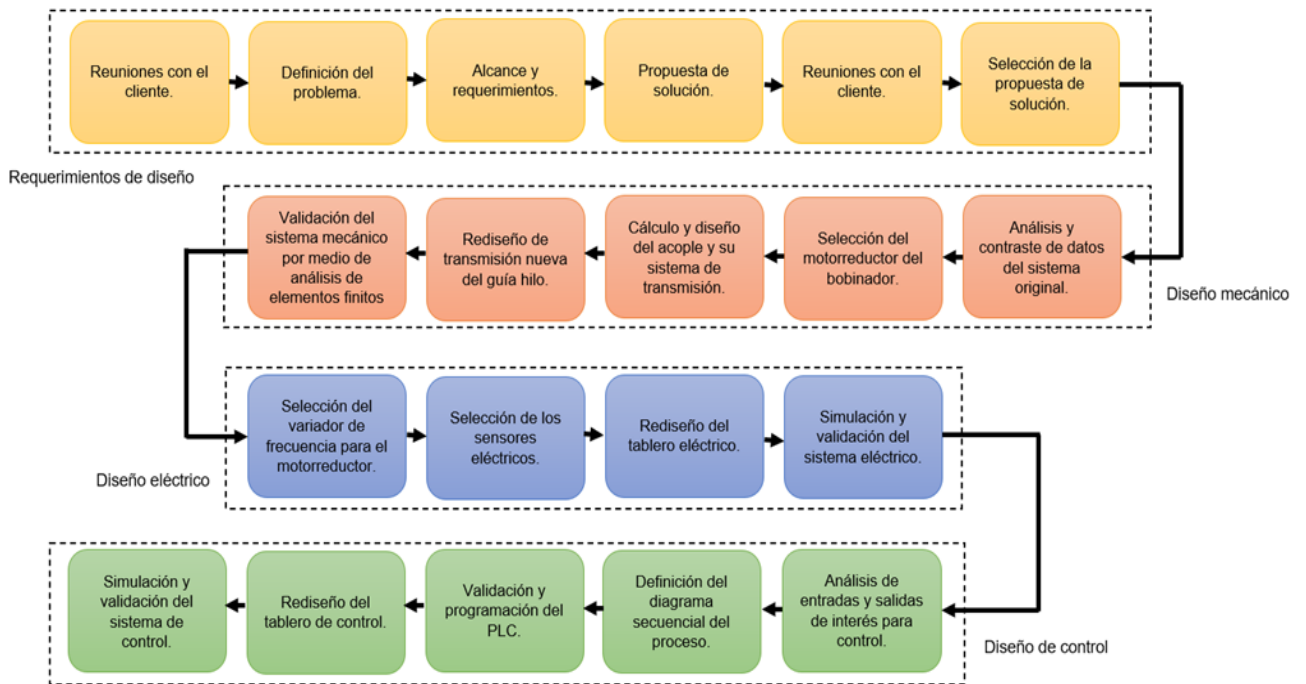 Reuniones con el
cliente.
Definición del
problema.
Alcance y
requerimientos.
Propuesta de
solución.
Reuniones con el
cliente.
Selección de la
propuesta de
solución.
Requerimientos de diseño
Análisis y
contraste de datos
del sistema
original.
Selección del
motorreductor del
bobinador.
Cálculo y diseño
del acople y su
sistema de
transmisión.
Rediseño de
transmisión nueva
del guía hilo.
Validación del
sistema mecánico
por medio de
análisis de
elementos finitos
Diseño mecánico
Selección del
variador de
frecuencia para el
motorreductor.
Selección de los
sensores
eléctricos.
Rediseño del
tablero eléctrico.
Simulación y
validación del
sistema eléctrico.
Diseño eléctrico
Análisis de
entradas y salidas
de interés para
control.
Definición del
diagrama
secuencial del
proceso.
Validación y
programación del
PLC.
Rediseño del
tablero de control.
Simulación y
validación del
sistema de
control.
Diseño de control